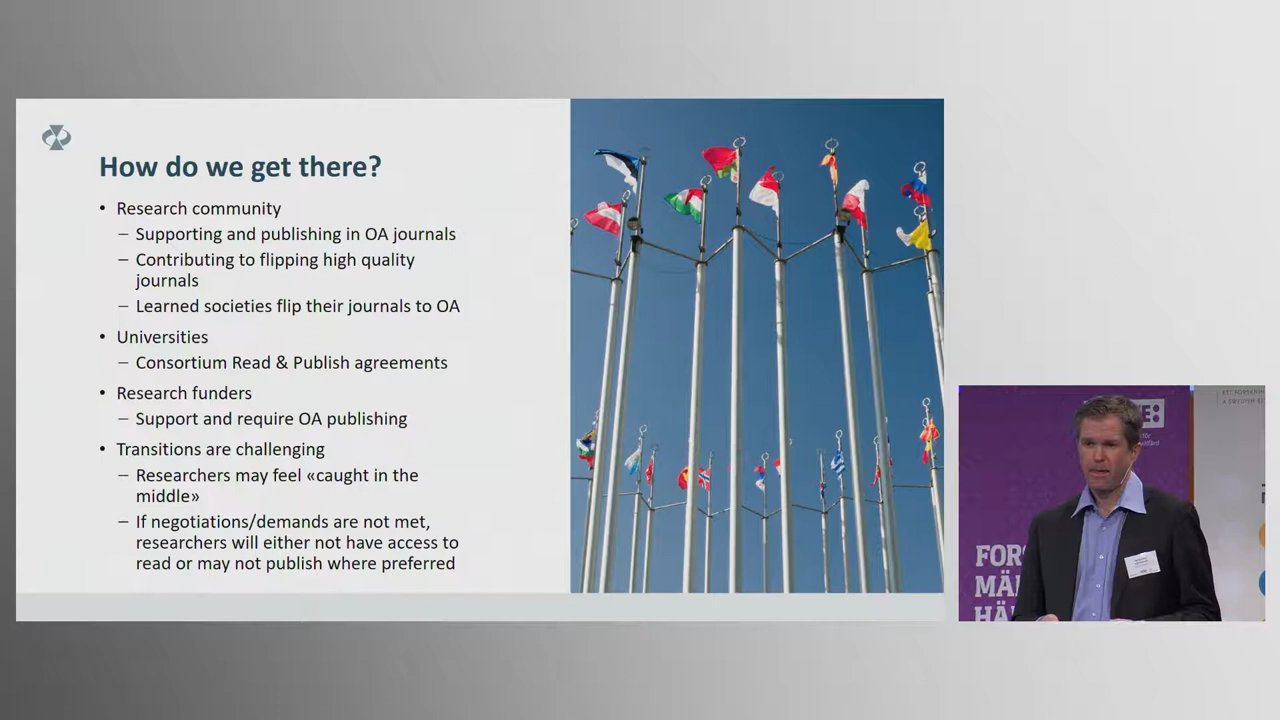 How do we get there?
• Research community
– Supporting and publishing in OA journals
– Contributing to flipping high quality
journals
– Learned societies flip their journals to OA
• Universities
– Consortium Read & Publish agreements
• Research funders
– Support and require OA publishing
• Transitions are challenging
– Researchers may feel «caught in the
middle»
– If negotiations/demands are not met,
researchers will either not have access to
read or may not publish where preferred